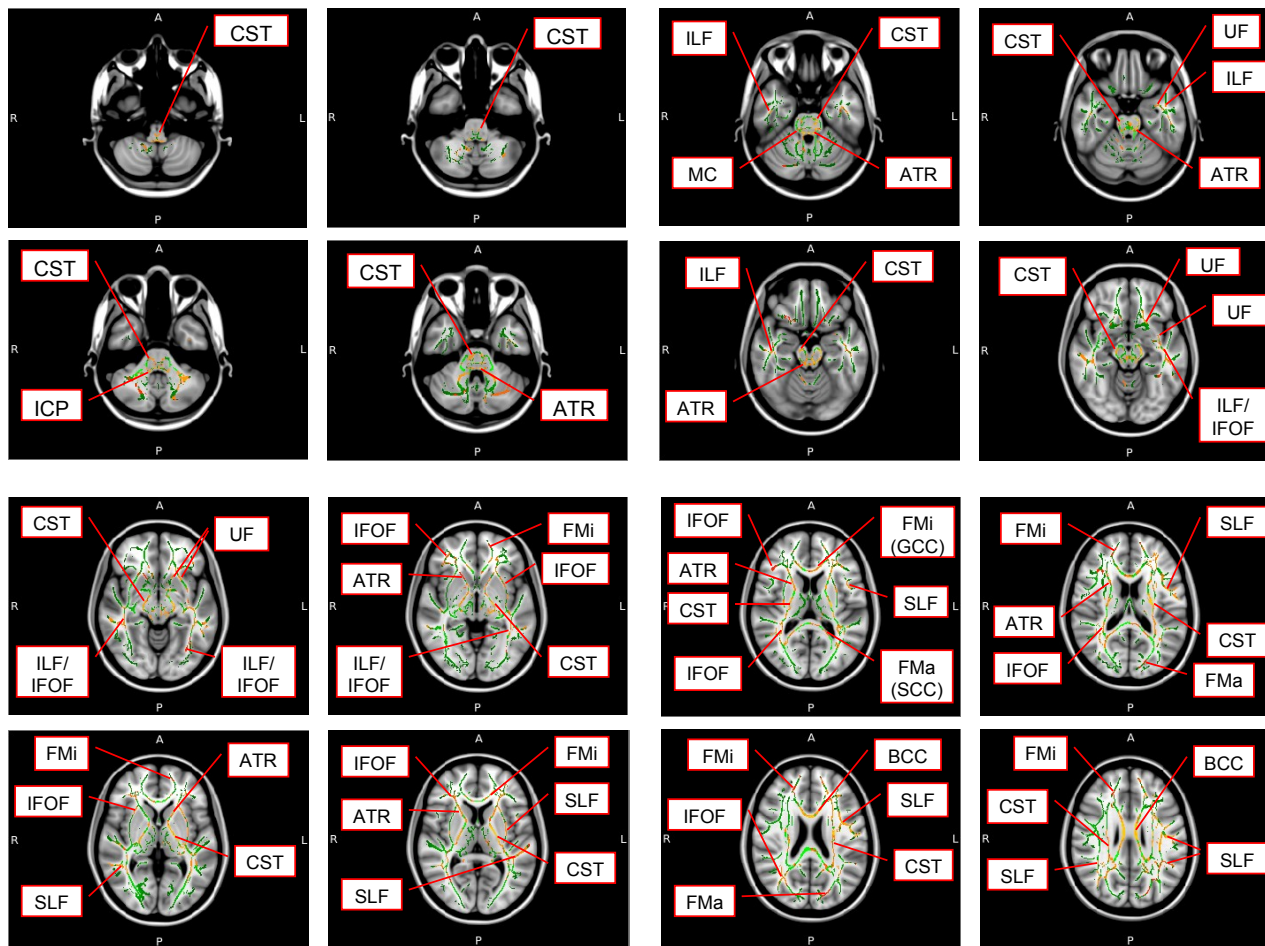 A
CST
R
L
P
A
CST
R
L
P
A
ILF
CST
R
L
MC
ATR
P
A
UF
CST
ILF
R
ATR
P
A
CST
R
L
ICP
P
A
CST
R
L
ATR
P
A
ILF
CST
R
L
ATR
P
A
UF
CST
UF
R
ILF/
IFOF
P
A
CST
UF
R
L
ILF/
IFOF
ILF/
IFOF
P
A
IFOF
FMi
ATR
IFOF
R
L
ILF/
IFOF
CST
P
A
IFOF
FMi
(GCC)
ATR
CST
SLF
R
L
IFOF
FMa
(SCC)
P
A
FMi
SLF
R
ATR
CST
IFOF
FMa
P
A
FMi
ATR
IFOF
R
L
CST
SLF
P
A
IFOF
FMi
ATR
SLF
R
L
CST
SLF
P
A
FMi
BCC
SLF
IFOF
R
L
CST
FMa
P
A
FMi
BCC
CST
R
SLF
SLF
P